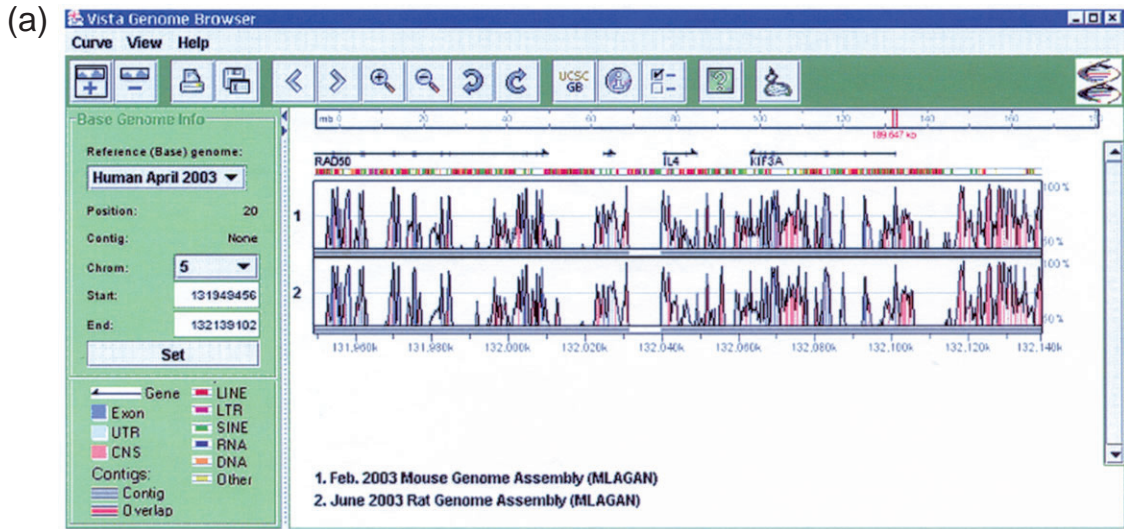 (a)
Vista Genome Browser
Curve View Help
UCSC
GB
Base Genome Info
Reference (Base) genome:
Human April 2003
Position: 20
Contig: None
Chrom: 5
Start: 131949456
End: 132139102
Set
Gene
Exon
UTR
CNS
Contigs:
Contig
Overlap
LINE
LTR
SINE
RNA
DNA
Other
mb 0 20 40 60 80 100 120 140 160
189.647 kp
RAD50 IL4 KIF3A
100%
1
50%
100%
2
50%
131,960k 131,980k 132,000k 132,020k 132,040k 132,060k 132,080k 132,100k 132,120k 132,140k
1. Feb. 2003 Mouse Genome Assembly (MLAGAN)
2. June 2003 Rat Genome Assembly (MLAGAN)